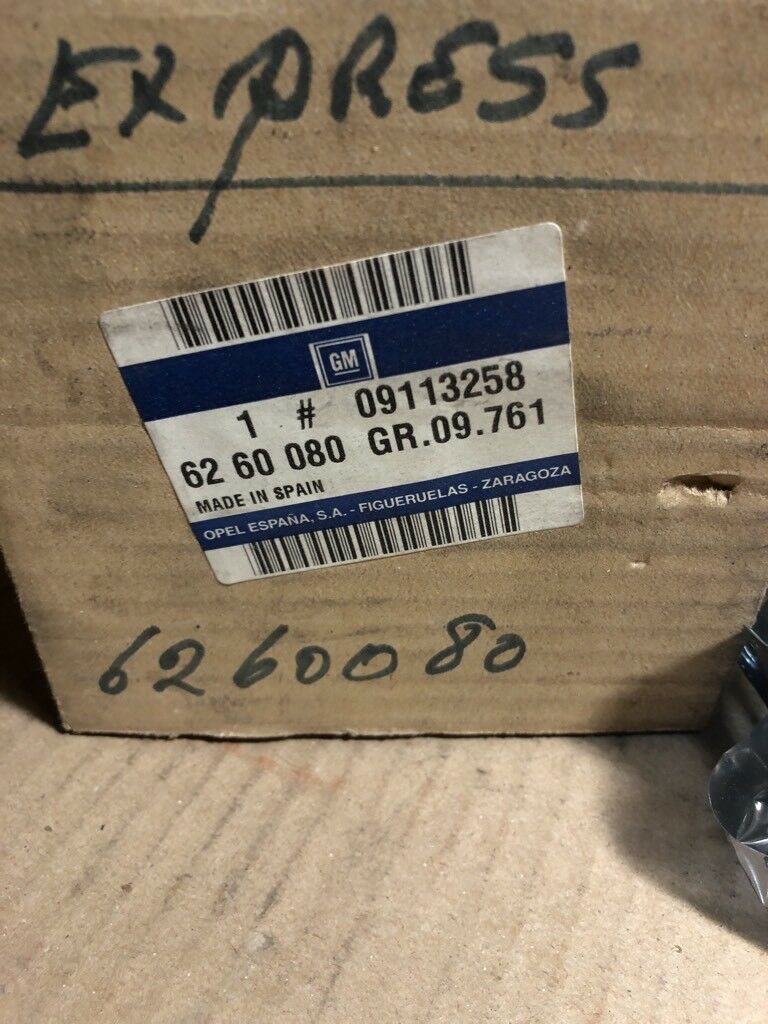 EXPRESS
GM
1 # 09113258
62 60 080 GR.09.761
MADE IN SPAIN
OPEL ESPAÑA, S.A. - FIGUERUELAS - ZARAGOZA
6260080